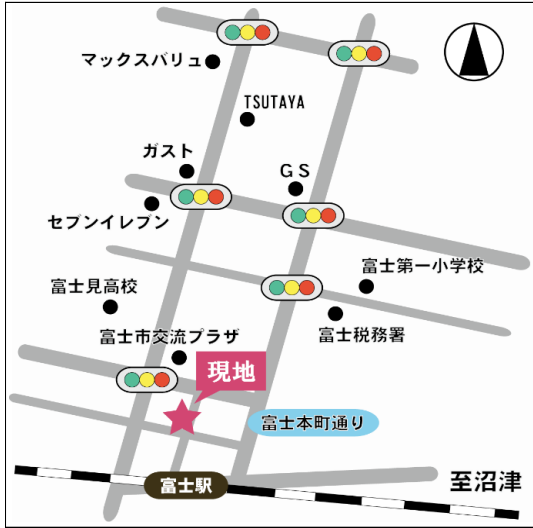 マックスバリュ
TSUTAYA
ガスト
GS
セブンイレブン
富士見高校
富士第一小学校
富士税務署
富士市交流プラザ
現地
富士本町通り
富士駅
至沼津